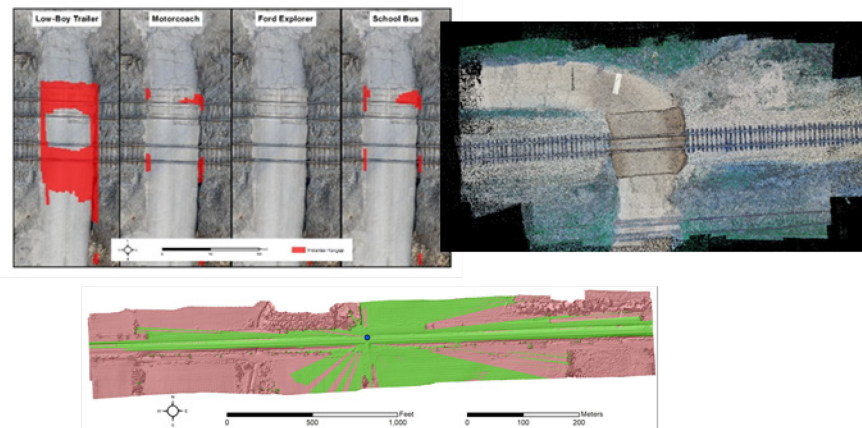 Low-Boy Trailer Motorcoach Ford Explorer School Bus
Potential Hangup
N
W E
S
Feet
Meters
0 500 1,000 0 100 200